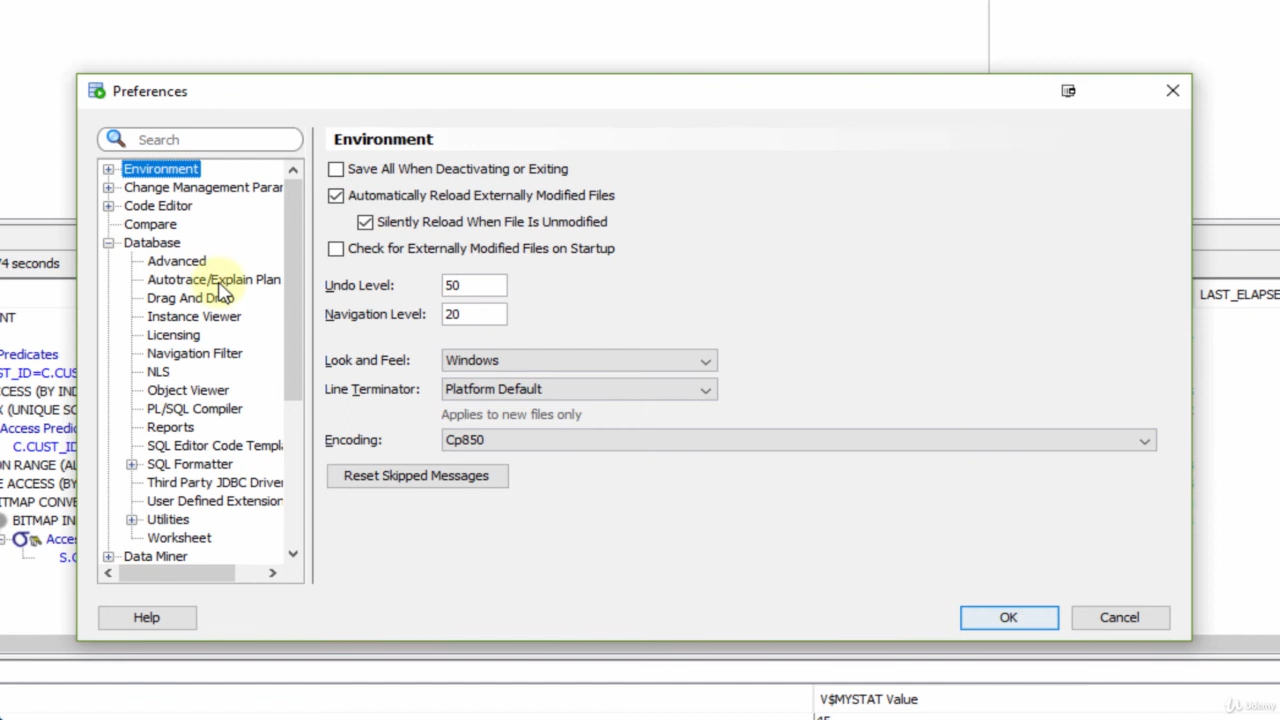 Preferences
Search
Environment
Change Management Parar
Code Editor
Compare
Database
Advanced
Autotrace/Explain Plan
Drag And Drop
Instance Viewer
Licensing
Navigation Filter
NLS
Object Viewer
PL/SQL Compiler
Reports
SQL Editor Code Templa
SQL Formatter
Third Party JDBC Driver
User Defined Extension
Utilities
Worksheet
Data Miner
Environment
Save All When Deactivating or Exiting
Automatically Reload Externally Modified Files
Silently Reload When File Is Unmodified
Check for Externally Modified Files on Startup
Undo Level: 50
Navigation Level: 20
Look and Feel: Windows
Line Terminator: Platform Default
Applies to new files only
Encoding: Cp850
Reset Skipped Messages
Help
OK
Cancel
74 seconds
NT
Predicates
ST_ID=C.CUS
CCESS (BY IND
X (UNIQUE SC
Access Predic
C.CUST_ID
ON RANGE (AL
E ACCESS (BY
ITMAP CONVE
BITMAP IN
Acces
S.C
LAST_ELAPSE
V$MYSTAT Value
Udemy